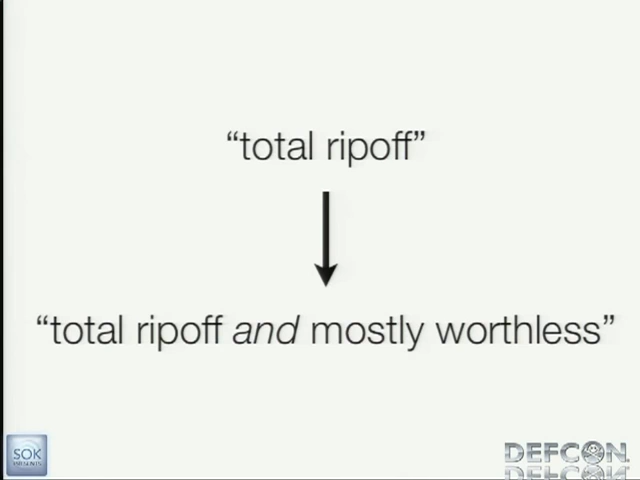 “total ripoff”
“total ripoff and mostly worthless”
SOK
DEFCON